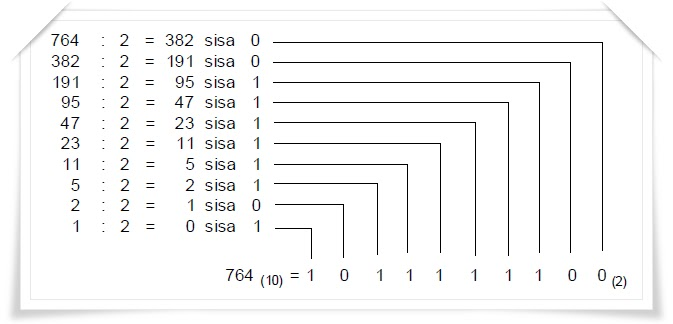 764 : 2 = 382 sisa 0
382 : 2 = 191 sisa 0
191 : 2 = 95 sisa 1
95 : 2 = 47 sisa 1
47 : 2 = 23 sisa 1
23 : 2 = 11 sisa 1
11 : 2 = 5 sisa 1
5 : 2 = 2 sisa 1
2 : 2 = 1 sisa 0
1 : 2 = 0 sisa 1
764 (10) = 1 0 1 1 1 1 1 1 0 0 (2)